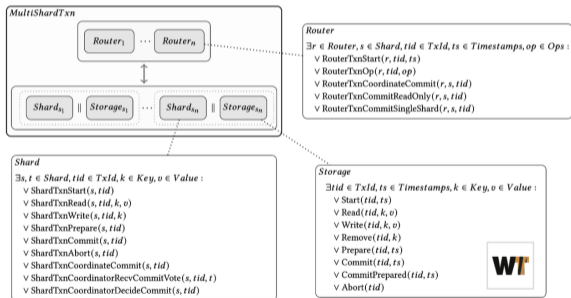 MultiShardTxn
Router₁ ··· Routerₙ
Shardₛ₁ || Storageₛ₁ ··· Shardₛₙ || Storageₛₙ
Router
∃r ∈ Router, s ∈ Shard, tid ∈ TxId, ts ∈ Timestamps, op ∈ Ops :
∨ RouterTxnStart(r, tid, ts)
∨ RouterTxnOp(r, tid, op)
∨ RouterTxnCoordinateCommit(r, s, tid)
∨ RouterTxnCommitReadOnly(r, s, tid)
∨ RouterTxnCommitSingleShard(r, s, tid)
Shard
∃s, t ∈ Shard, tid ∈ TxId, k ∈ Key, v ∈ Value :
∨ ShardTxnStart(s, tid)
∨ ShardTxnRead(s, tid, k, v)
∨ ShardTxnWrite(s, tid, k)
∨ ShardTxnPrepare(s, tid)
∨ ShardTxnCommit(s, tid)
∨ ShardTxnAbort(s, tid)
∨ ShardTxnCoordinateCommit(s, tid)
∨ ShardTxnCoordinatorRecvCommitVote(s, tid, t)
∨ ShardTxnCoordinatorDecideCommit(s, tid)
Storage
∃tid ∈ TxId, ts ∈ Timestamps, k ∈ Key, v ∈ Value :
∨ Start(tid, ts)
∨ Read(tid, k, v)
∨ Write(tid, k, v)
∨ Remove(tid, k)
∨ Prepare(tid, ts)
∨ Commit(tid, ts)
∨ CommitPrepared(tid, ts)
∨ Abort(tid)
WT